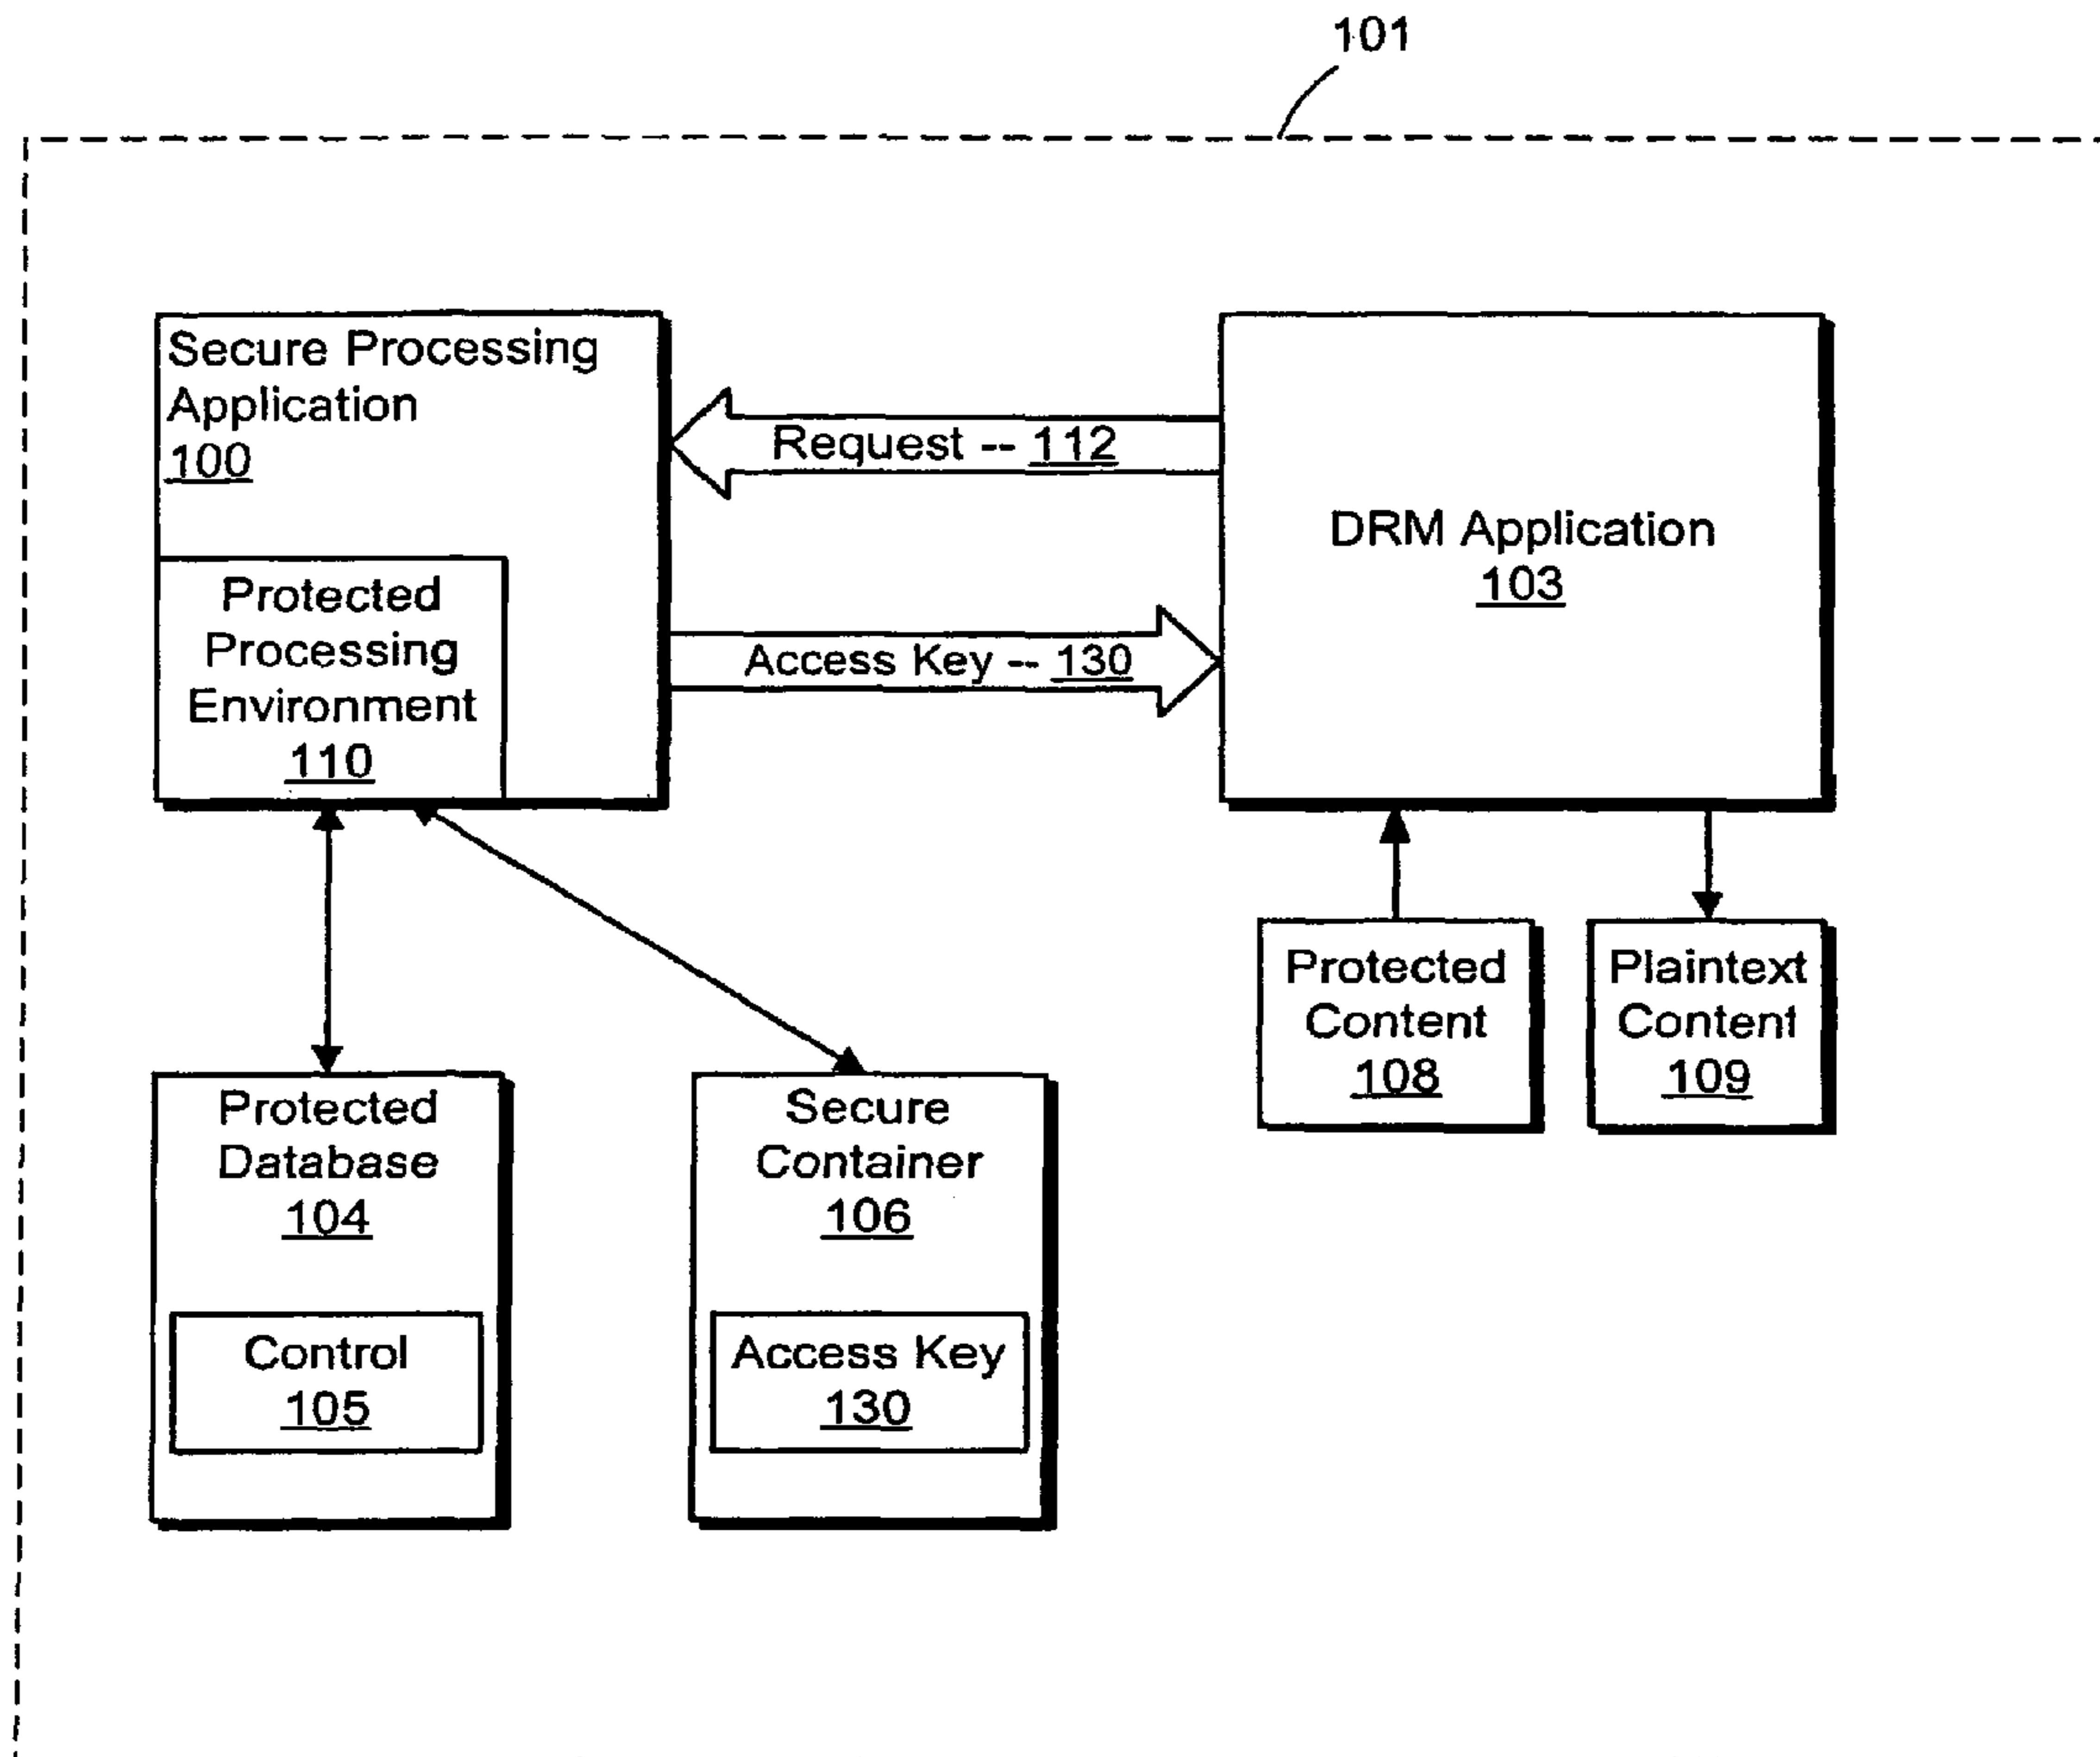 101
Secure Processing
Application
100
Request -- 112
DRM Application
103
Protected
Processing
Environment
110
Access Key -- 130
Protected
Content
108
Plaintext
Content
109
Protected
Database
104
Control
105
Secure
Container
106
Access Key
130